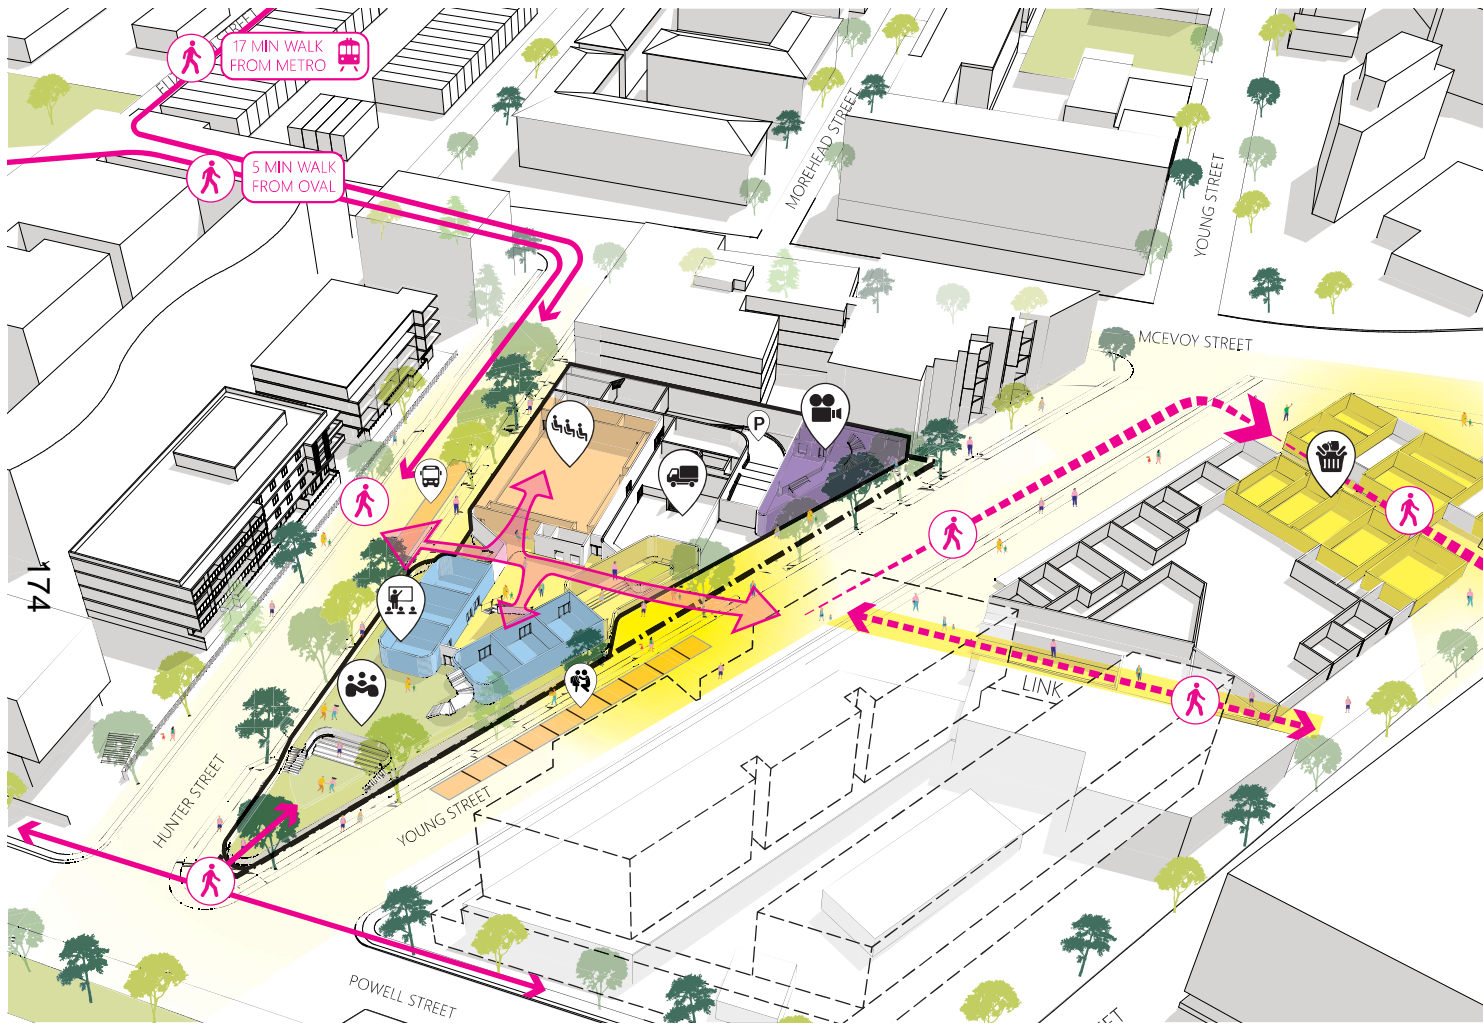 STREET
17 MIN WALK
FROM METRO
5 MIN WALK
FROM OVAL
MOREHEAD STREET
YOUNG STREET
MCEVOY STREET
P
174
LINK
HUNTER STREET
YOUNG STREET
POWELL STREET